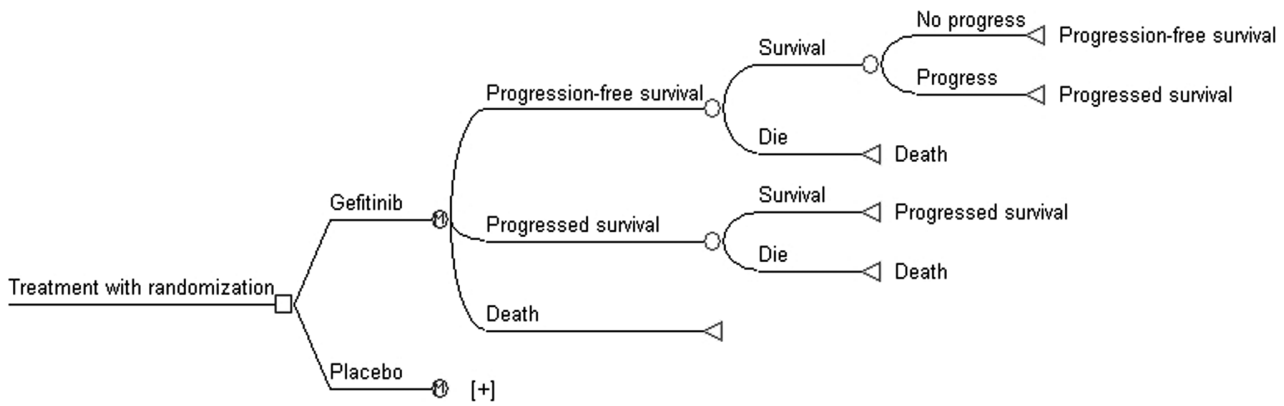 No progress
Progression-free survival
Survival
Progress
Progressed survival
Progression-free survival
Die
Death
Gefitinib
M
Survival
Progressed survival
Progressed survival
Die
Death
Treatment with randomization
Death
Placebo
M [+]